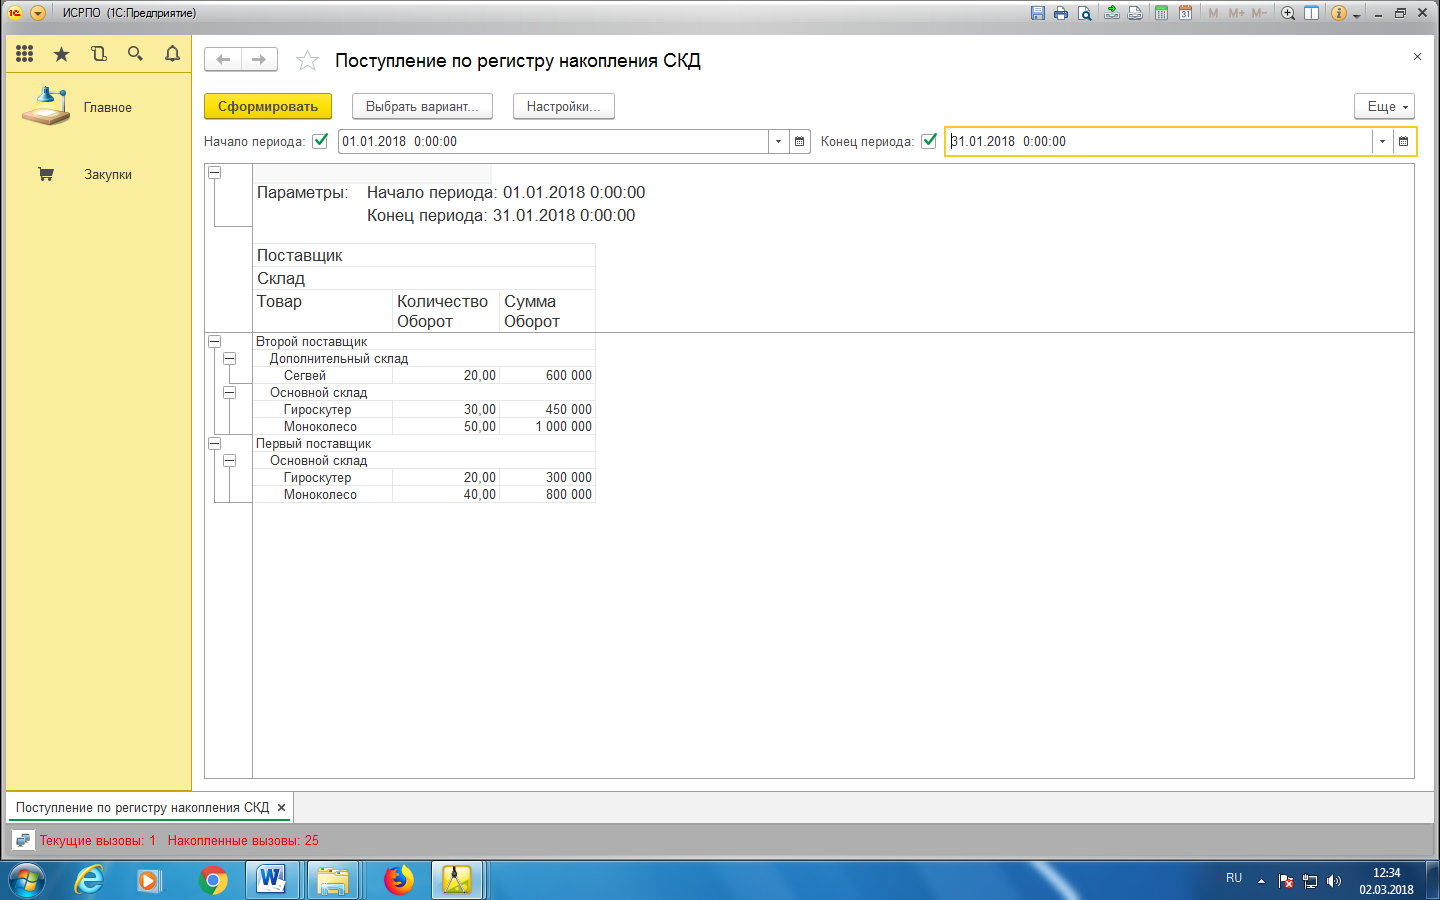 ИСРПО (1С:Предприятие)
M M+ M-
Главное
Закупки
Поступление по регистру накопления СКД
Сформировать Выбрать вариант... Настройки... Еще
Начало периода: 01.01.2018 0:00:00 Конец периода: 31.01.2018 0:00:00
Параметры: Начало периода: 01.01.2018 0:00:00
Конец периода: 31.01.2018 0:00:00
Поставщик
Склад
Товар Количество Оборот Сумма Оборот
Второй поставщик
Дополнительный склад
Сегвей 20,00 600 000
Основной склад
Гироскутер 30,00 450 000
Моноколесо 50,00 1 000 000
Первый поставщик
Основной склад
Гироскутер 20,00 300 000
Моноколесо 40,00 800 000
Поступление по регистру накопления СКД
Текущие вызовы: 1 Накопленные вызовы: 25
RU 12:34
02.03.2018